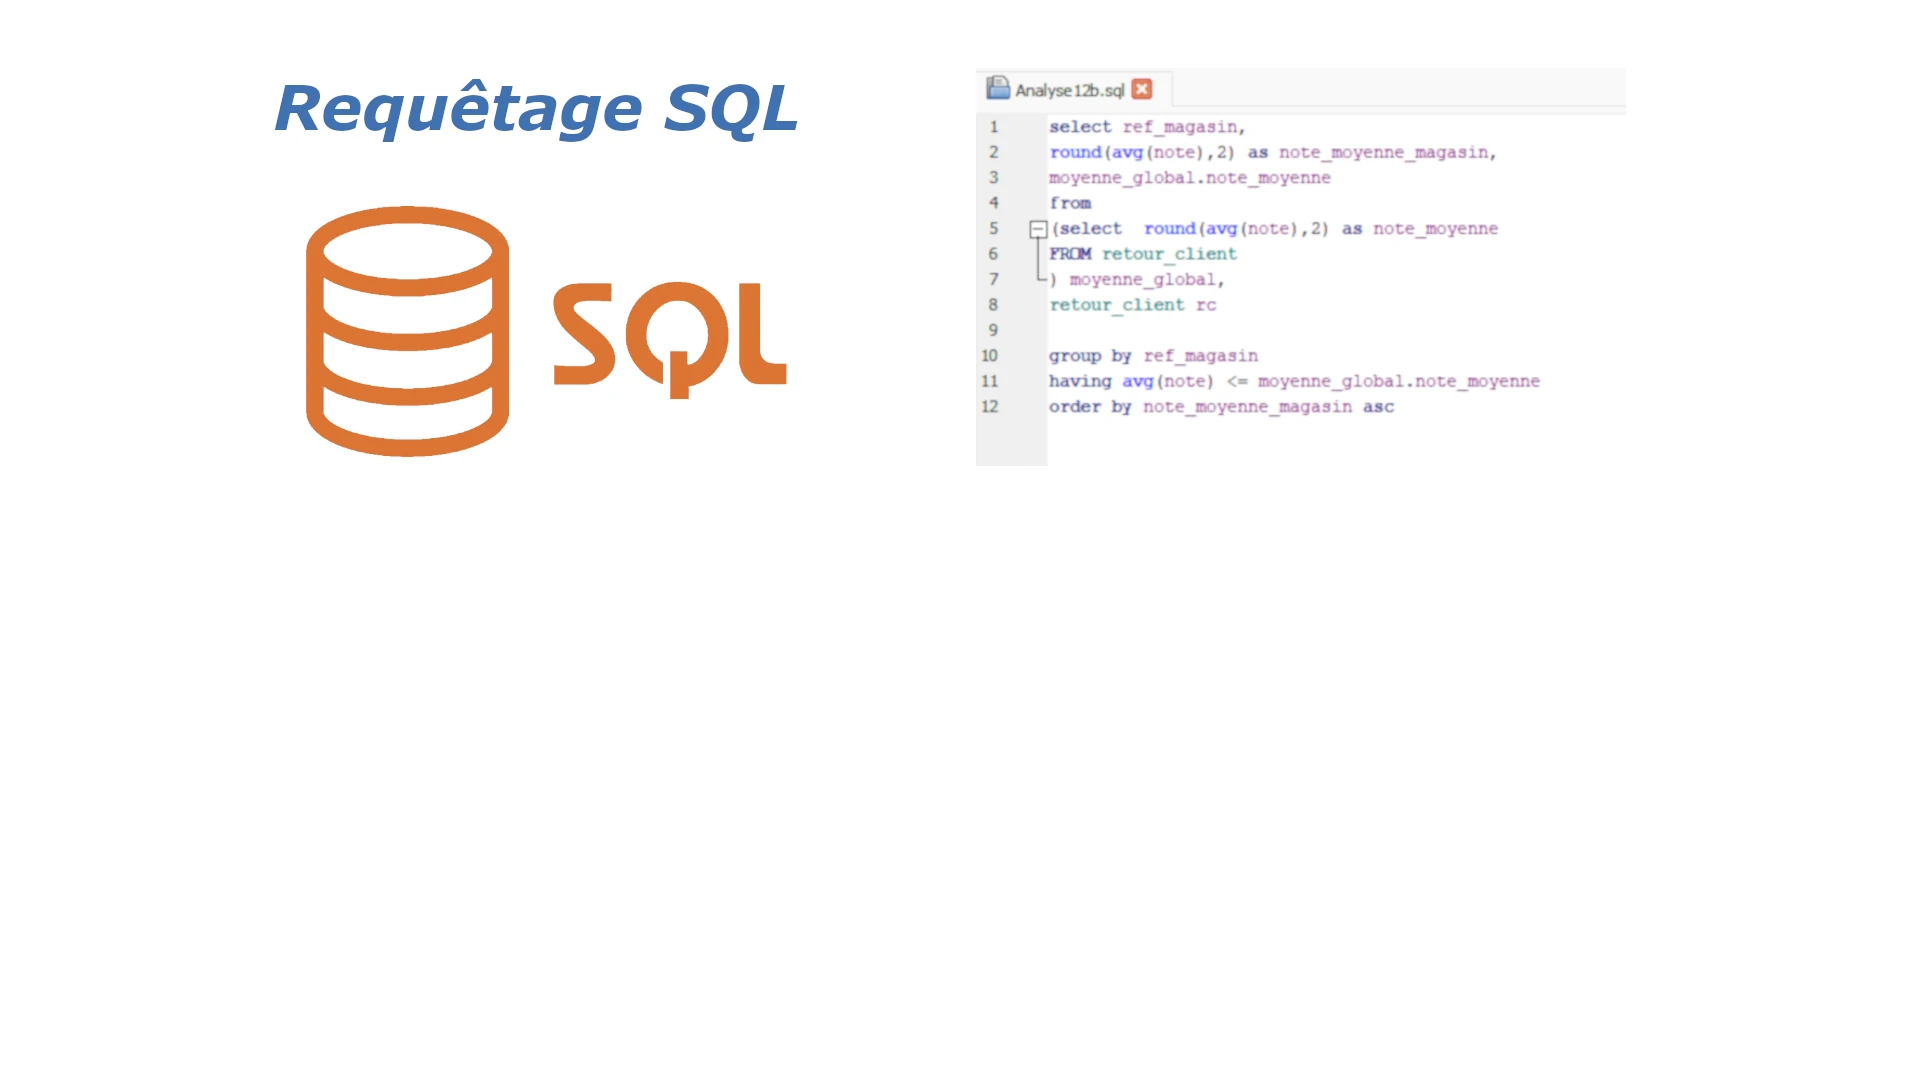 Requêtage SQL
SQL
Analyse12b.sql
1 select ref_magasin,
2 round(avg(note),2) as note_moyenne_magasin,
3 moyenne_global.note_moyenne
4 from
5 (select  round(avg(note),2) as note_moyenne
6 FROM retour_client
7 ) moyenne_global,
8 retour_client rc
9
10 group by ref_magasin
11 having avg(note) <= moyenne_global.note_moyenne
12 order by note_moyenne_magasin asc